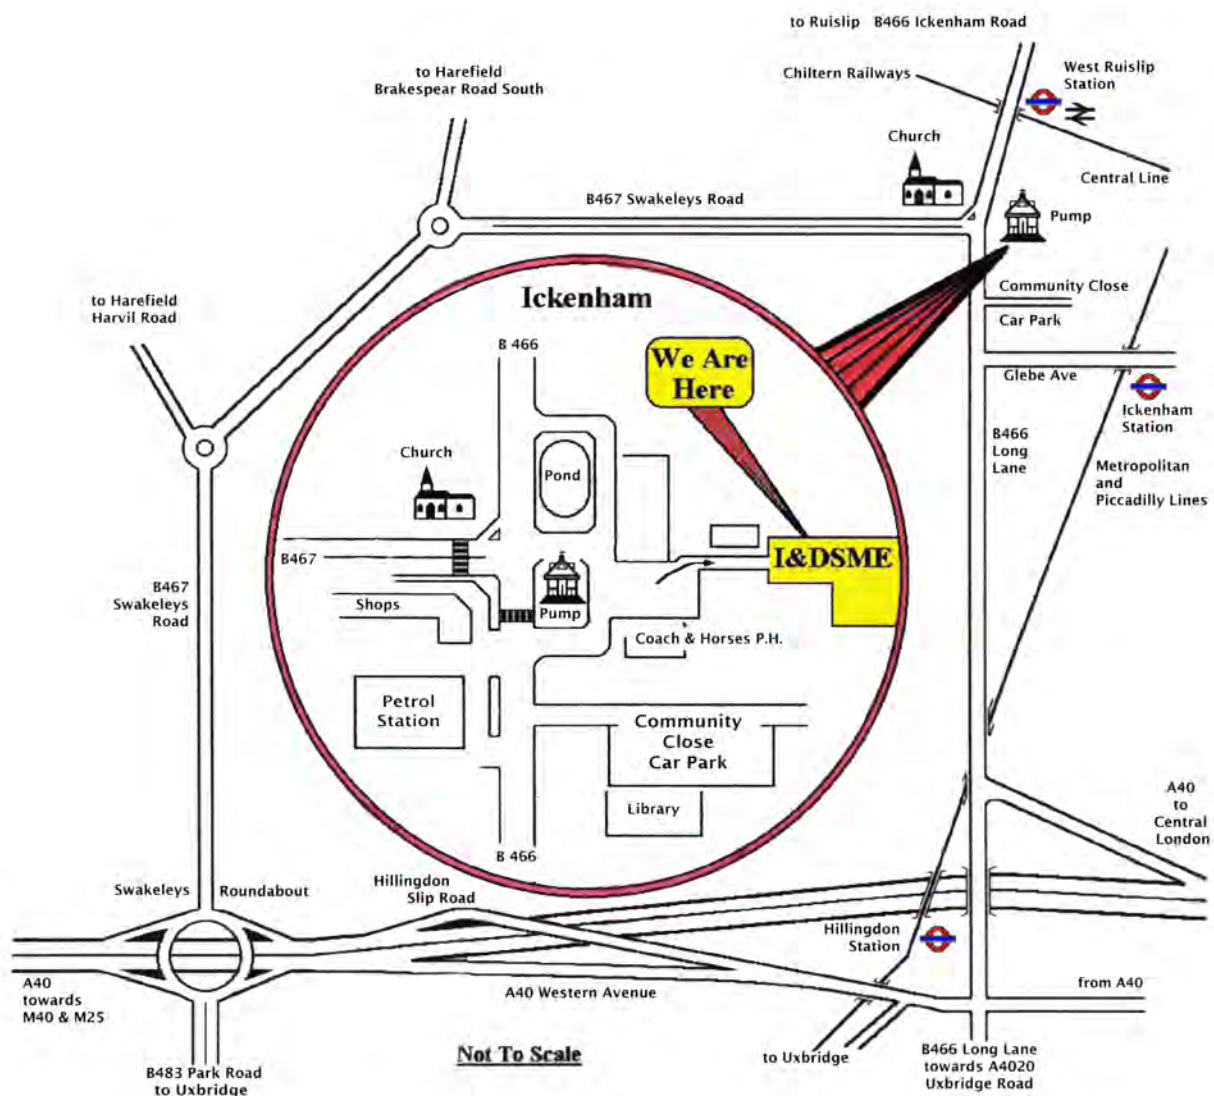 to Ruislip B466 Ickenham Road
to Harefield
Brakespear Road South
Chiltern Railways
West Ruislip
Station
Church
Central Line
B467 Swakeleys Road
Pump
to Harefield
Harvil Road
Community Close
Car Park
Glebe Ave
Ickenham
Station
B466
Long
Lane
Metropolitan
and
Piccadilly Lines
Ickenham
B 466
We Are
Here
Church
Pond
B467
I&DSME
Shops
Pump
Coach & Horses P.H.
Petrol
Station
Community
Close
Car Park
Library
B 466
B467
Swakeleys
Road
A40
to
Central
London
Swakeleys
Roundabout
Hillingdon
Slip Road
Hillingdon
Station
A40
towards
M40 & M25
A40 Western Avenue
from A40
Not To Scale
B483 Park Road
to Uxbridge
to Uxbridge
B466 Long Lane
towards A4020
Uxbridge Road